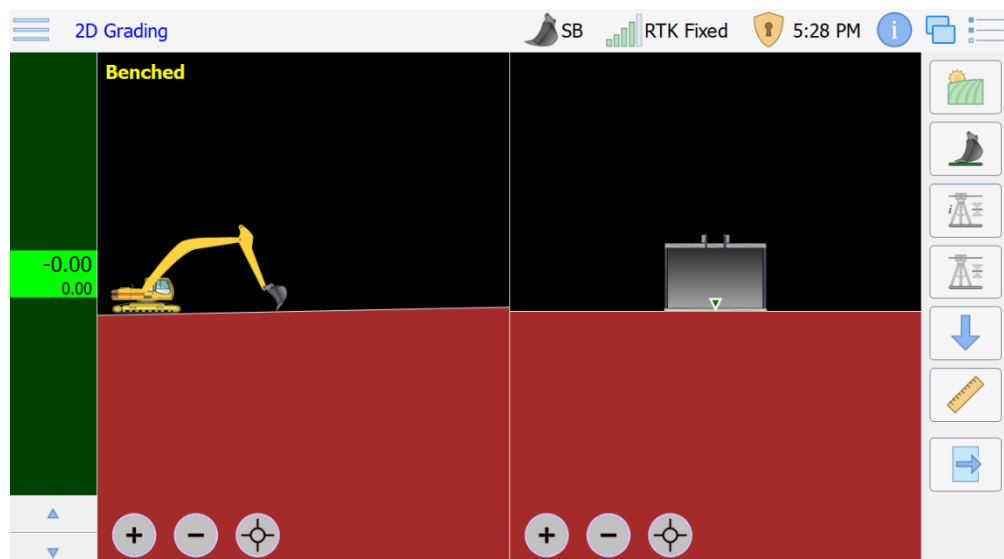 2D Grading
SB
RTK Fixed
5:28 PM
Benched
-0.00
0.00